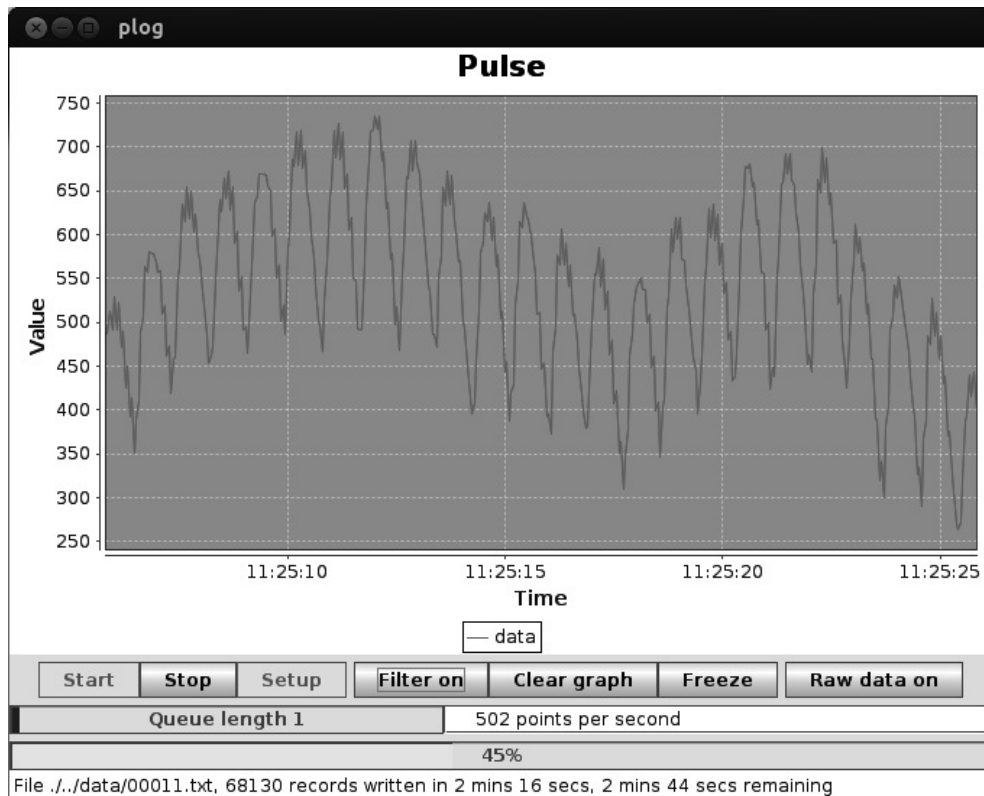 plog
Pulse
750
700
650
600
550
500
450
400
350
300
250
Value
11:25:10 11:25:15 11:25:20 11:25:25
Time
data
Start Stop Setup Filter on Clear graph Freeze Raw data on
Queue length 1 502 points per second
45%
File ./../data/00011.txt, 68130 records written in 2 mins 16 secs, 2 mins 44 secs remaining